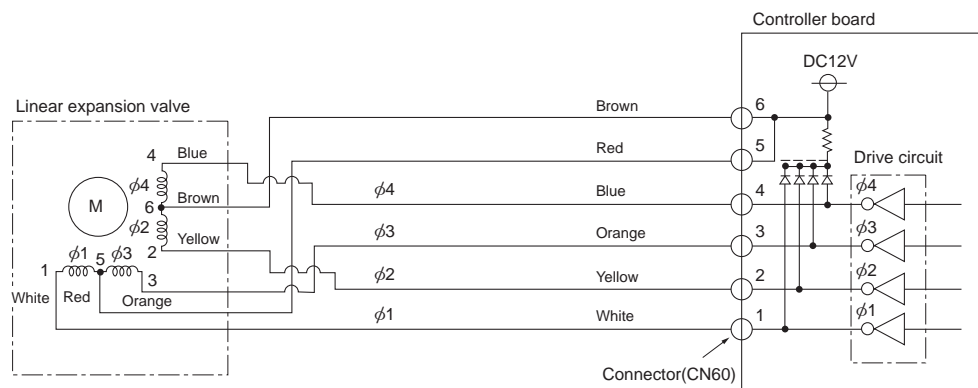 Controller board
DC12V
Linear expansion valve
Brown
6
4
Blue
Red
5
Drive circuit
ϕ4
M
6
Brown
ϕ4
Blue
4
ϕ4
ϕ2
2
Yellow
ϕ3
Orange
3
ϕ3
ϕ1
5
ϕ3
1
3
White
Red
Orange
ϕ2
Yellow
2
ϕ2
ϕ1
White
1
ϕ1
Connector(CN60)